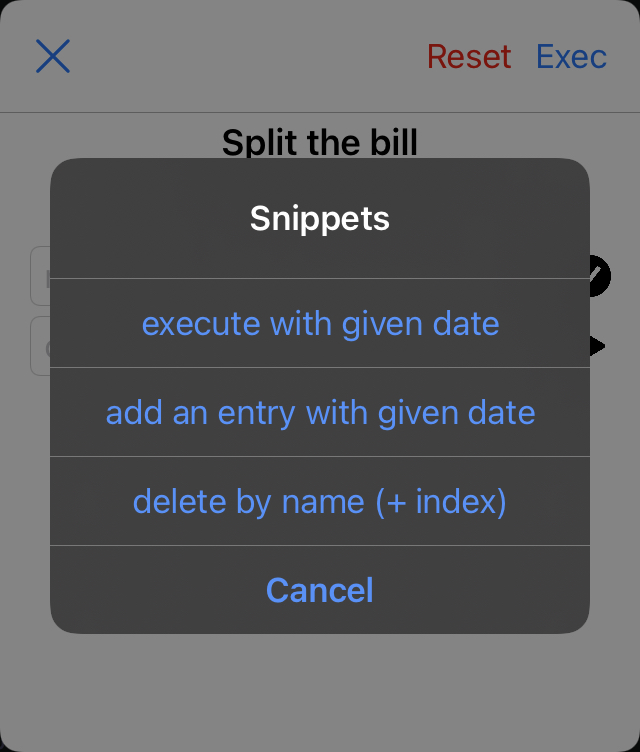 Reset Exec
Split the bill
Snippets
execute with given date
add an entry with given date
delete by name (+ index)
Cancel